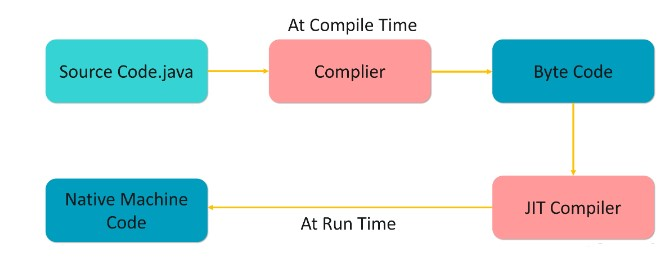 At Compile Time
Source Code.java
Complier
Byte Code
Native Machine
Code
At Run Time
JIT Compiler